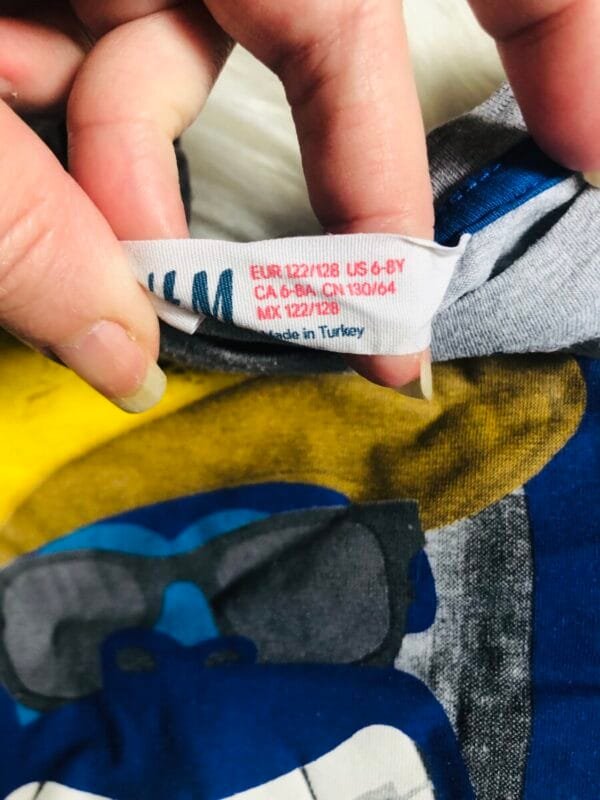 H&M
EUR 122/128 US 6-8Y
CA 6-8A CN 130/64
MX 122/128
Made in Turkey